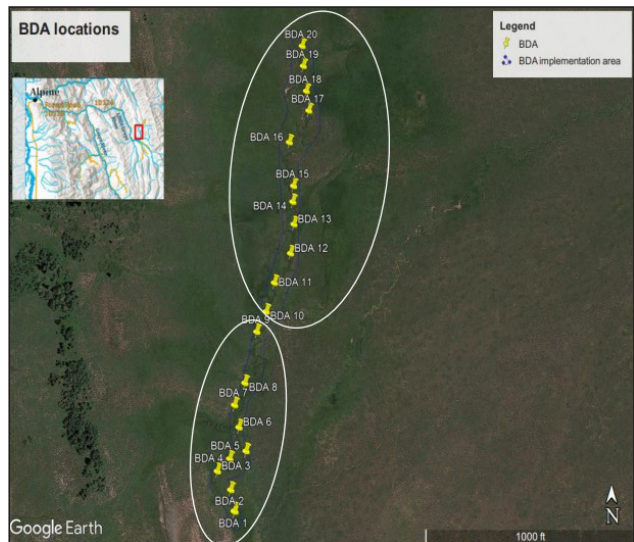 BDA locations
Legend
BDA
BDA implementation area
Alpine
BDA 20
BDA 19
BDA 18
BDA 17
BDA 16
BDA 15
BDA 14
BDA 13
BDA 12
BDA 11
BDA 10
BDA 9
BDA 8
BDA 7
BDA 6
BDA 5
BDA 4
BDA 3
BDA 2
BDA 1
Google Earth
1000 ft
N